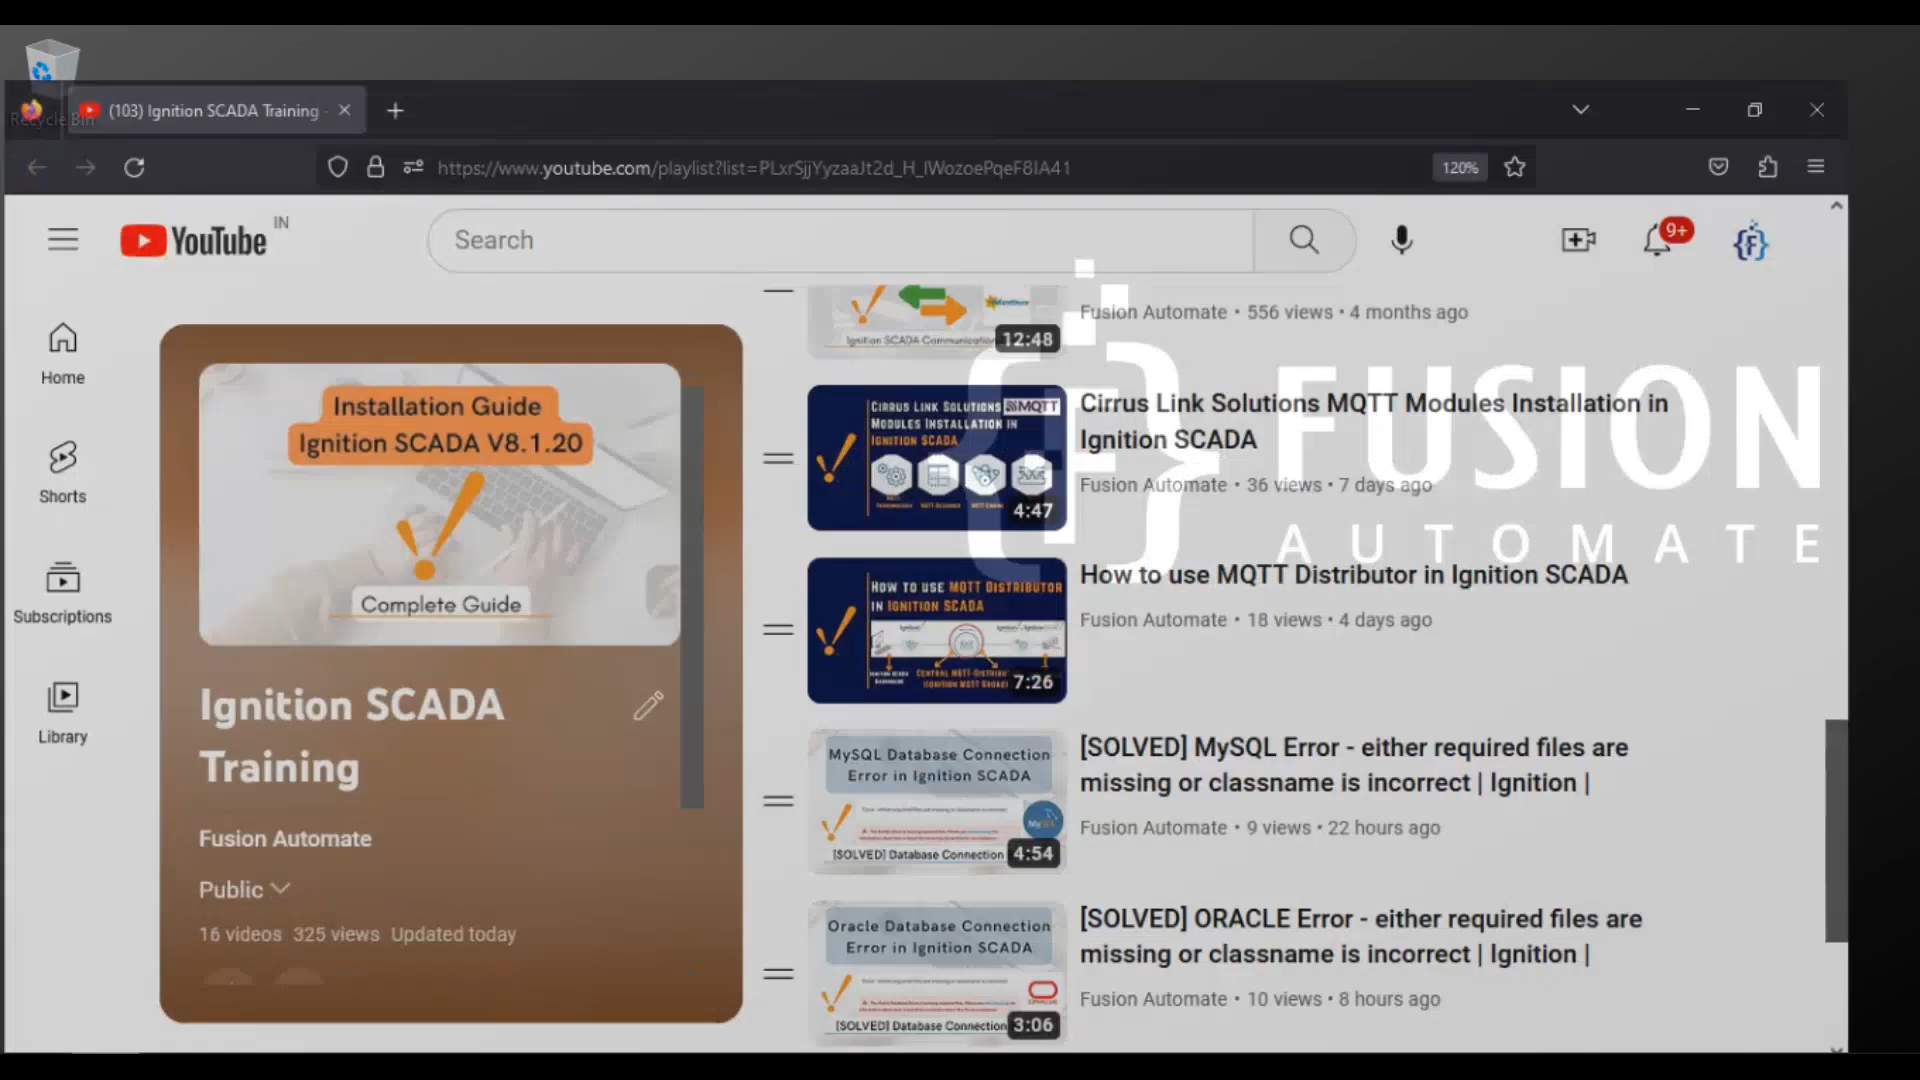 Recycle Bin
(103) Ignition SCADA Training -
https://www.youtube.com/playlist?list=PLxrSjjYyzaaJt2d_H_lWozoePqeF8IA41
120%
YouTube IN
Search
9+
{F}
Home
Shorts
Subscriptions
Library
Installation Guide
Ignition SCADA V8.1.20
Complete Guide
Ignition SCADA
Training
Fusion Automate
Public
16 videos 325 views Updated today
Ignition SCADA Communication
12:48
Fusion Automate • 556 views • 4 months ago
FUSION
AUTOMATE
Cirrus Link Solutions MQTT
Modules Installation in
Ignition SCADA
4:47
Cirrus Link Solutions MQTT Modules Installation in
Ignition SCADA
Fusion Automate • 36 views • 7 days ago
How to use MQTT Distributor
in Ignition SCADA
7:26
How to use MQTT Distributor in Ignition SCADA
Fusion Automate • 18 views • 4 days ago
MySQL Database Connection
Error in Ignition SCADA
[SOLVED] Database Connection
4:54
[SOLVED] MySQL Error - either required files are
missing or classname is incorrect | Ignition |
Fusion Automate • 9 views • 22 hours ago
Oracle Database Connection
Error in Ignition SCADA
[SOLVED] Database Connection
3:06
[SOLVED] ORACLE Error - either required files are
missing or classname is incorrect | Ignition |
Fusion Automate • 10 views • 8 hours ago